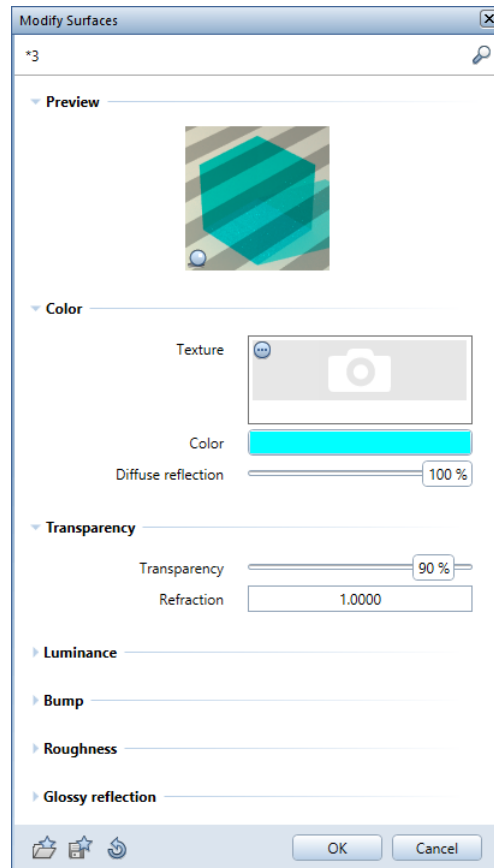 Modify Surfaces
*3
Preview
Color
Texture
Color
Diffuse reflection 100 %
Transparency
Transparency 90 %
Refraction 1.0000
Luminance
Bump
Roughness
Glossy reflection
OK Cancel